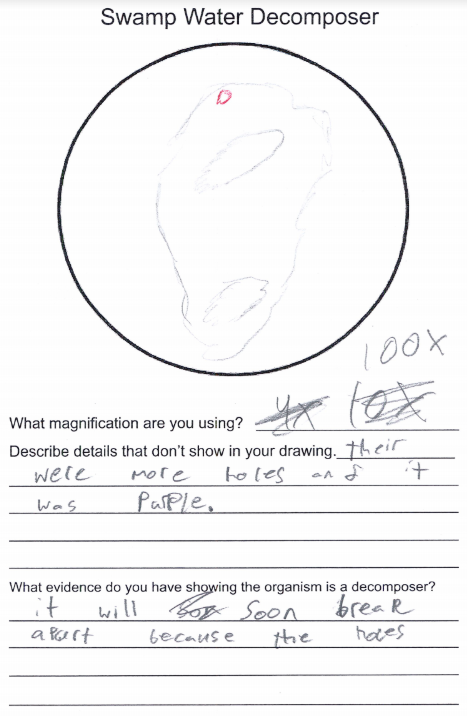 Swamp Water Decomposer
D
100x
What magnification are you using? 4x 10x
Describe details that don't show in your drawing. their
were more holes and it
was Purple.
What evidence do you have showing the organism is a decomposer?
it will soon break
apart because the holes